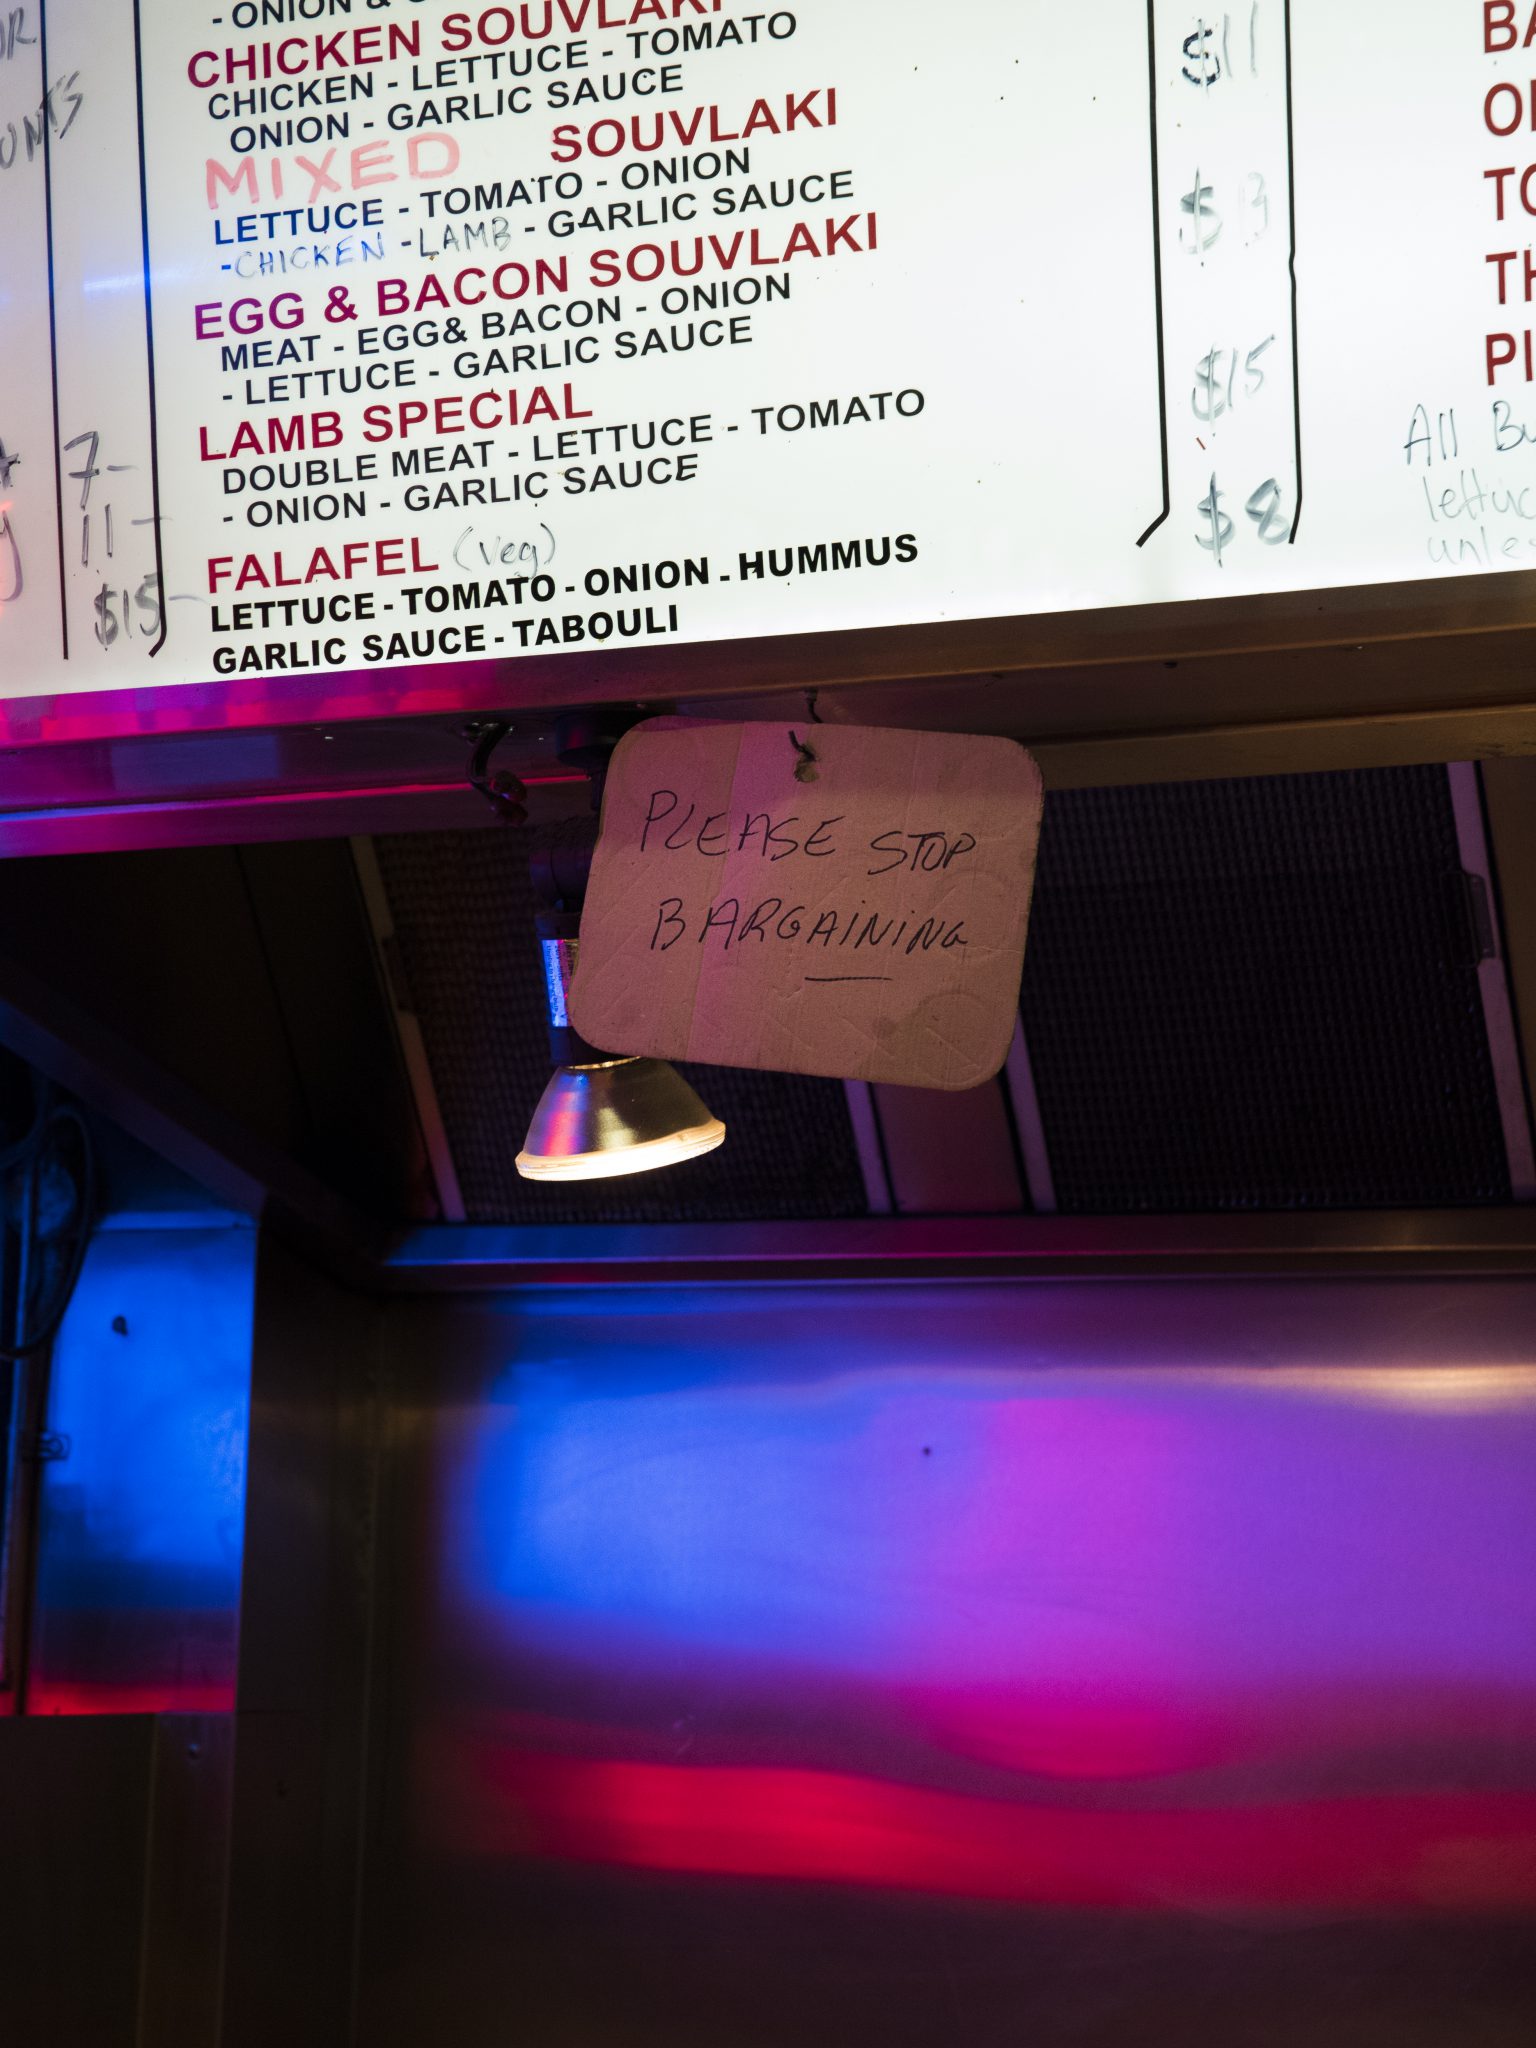 - ONION &
CHICKEN SOUVLAKI
CHICKEN - LETTUCE - TOMATO
ONION - GARLIC SAUCE
MIXED SOUVLAKI
LETTUCE - TOMATO - ONION
-CHICKEN -LAMB - GARLIC SAUCE
EGG & BACON SOUVLAKI
MEAT - EGG& BACON - ONION
- LETTUCE - GARLIC SAUCE
LAMB SPECIAL
DOUBLE MEAT - LETTUCE - TOMATO
- ONION - GARLIC SAUCE
FALAFEL (veg)
LETTUCE - TOMATO - ONION - HUMMUS
GARLIC SAUCE - TABOULI
7-
11-
$15-
$11
$13
$15
$8
All
PLEASE STOP
BARGAINING